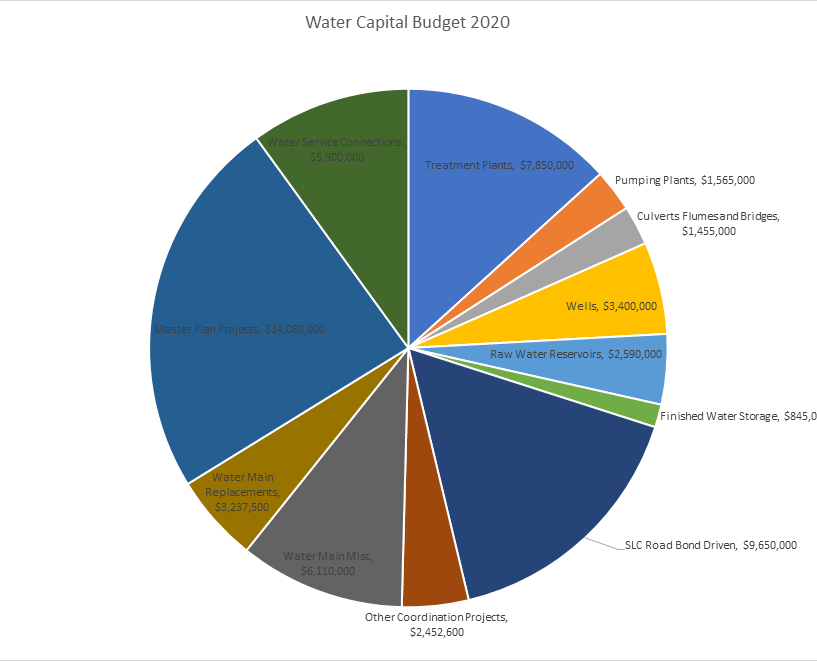 Water Capital Budget 2020
Water Service Connections,
$5,900,000
Treatment Plants, $7,850,000
Pumping Plants, $1,565,000
Culverts Flumes and Bridges,
$1,455,000
Wells, $3,400,000
Master Plan Projects, $14,080,000
Raw Water Reservoirs, $2,590,000
Finished Water Storage, $845,0
Water Main
Replacements,
$3,237,500
SLC Road Bond Driven, $9,650,000
Water Main Misc,
$6,110,000
Other Coordination Projects,
$2,452,600